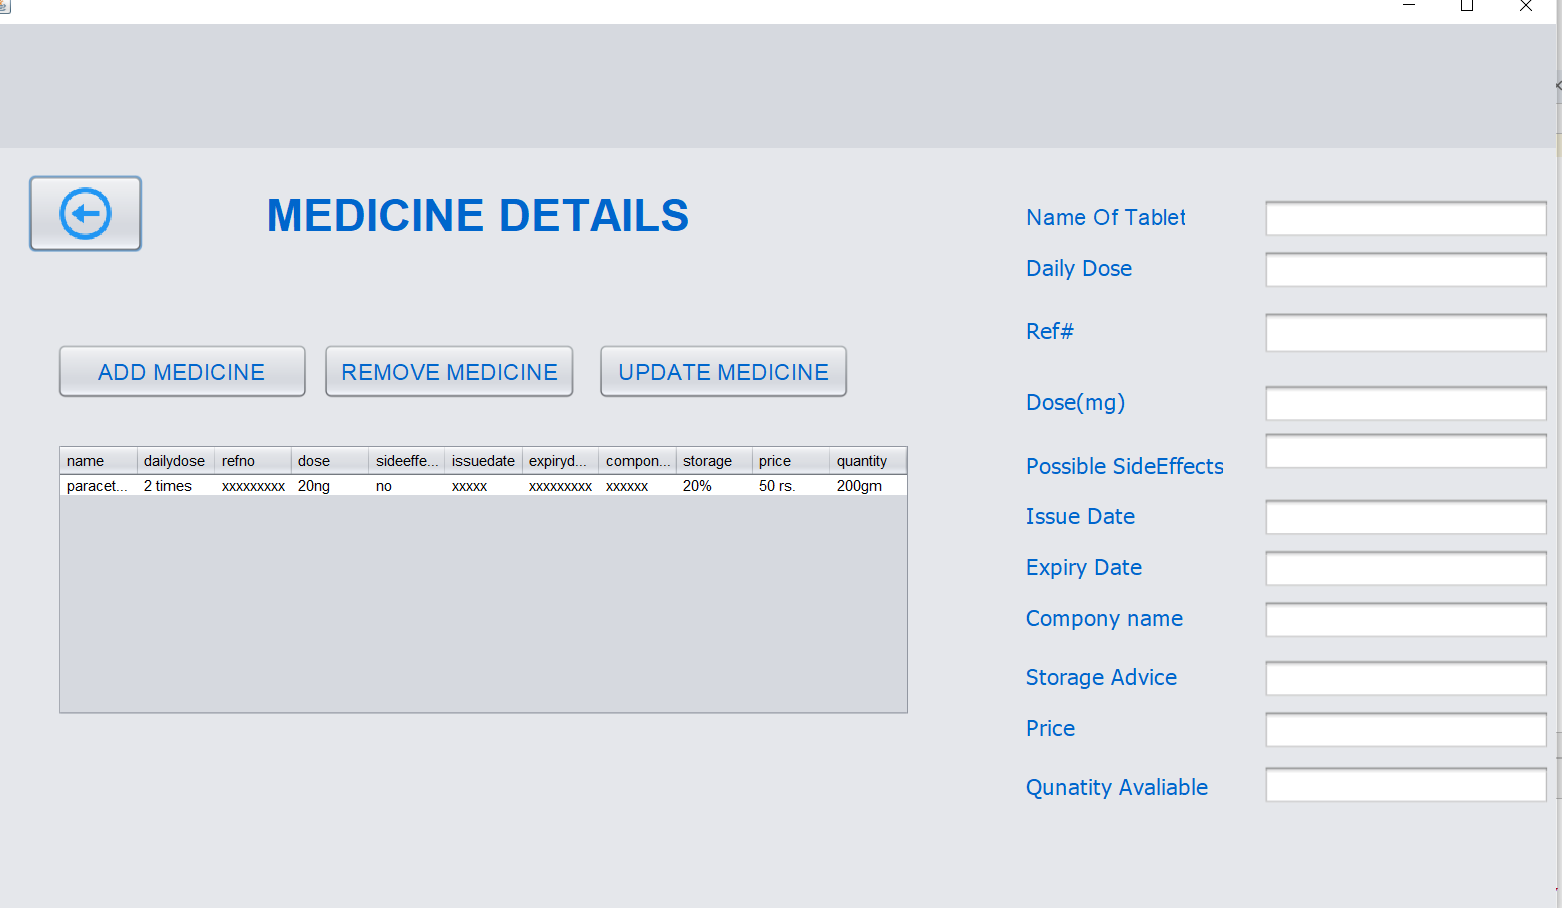 MEDICINE DETAILS
ADD MEDICINE REMOVE MEDICINE UPDATE MEDICINE
name dailydose refno dose sideeffe... issuedate expiryd... compon... storage price quantity
paracet... 2 times xxxxxxxxx 20ng no xxxxx xxxxxxxxx xxxxxx 20% 50 rs. 200gm
Name Of Tablet
Daily Dose
Ref#
Dose(mg)
Possible SideEffects
Issue Date
Expiry Date
Compony name
Storage Advice
Price
Qunatity Avaliable